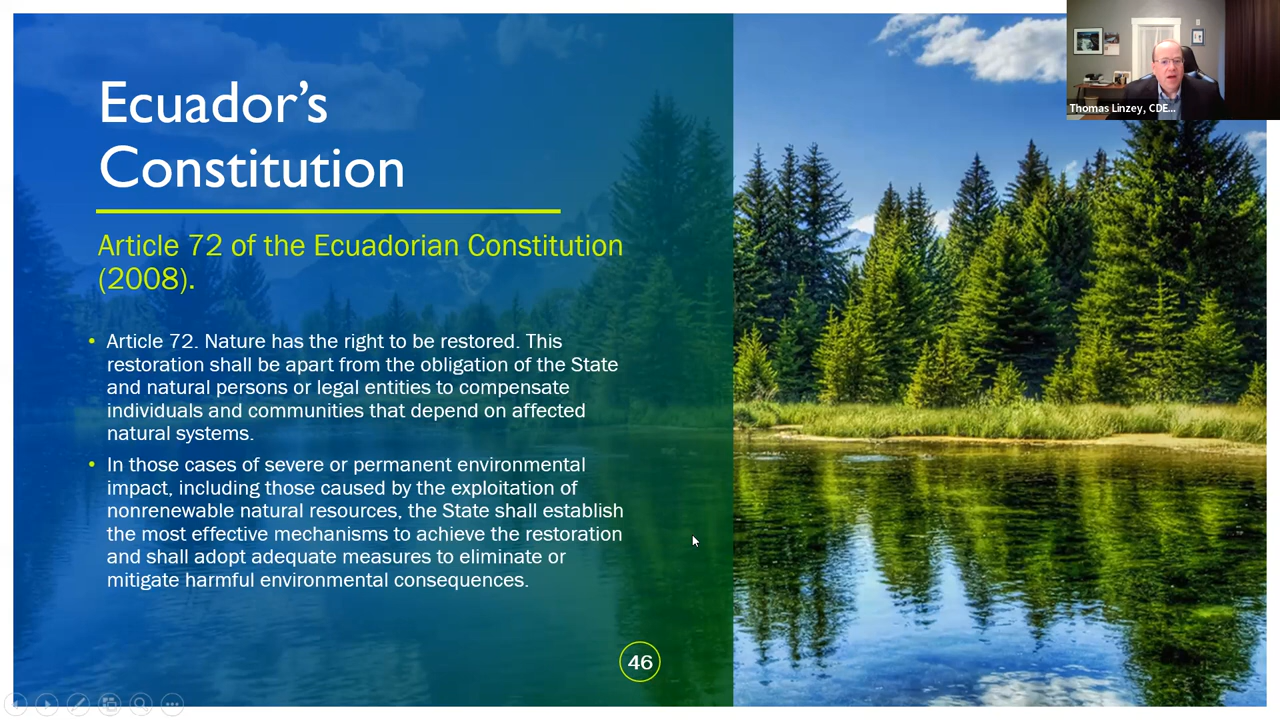 Ecuador's
Constitution
Article 72 of the Ecuadorian Constitution
(2008).
• Article 72. Nature has the right to be restored. This
restoration shall be apart from the obligation of the State
and natural persons or legal entities to compensate
individuals and communities that depend on affected
natural systems.
• In those cases of severe or permanent environmental
impact, including those caused by the exploitation of
nonrenewable natural resources, the State shall establish
the most effective mechanisms to achieve the restoration
and shall adopt adequate measures to eliminate or
mitigate harmful environmental consequences.
46
Thomas Linzey, CDE...